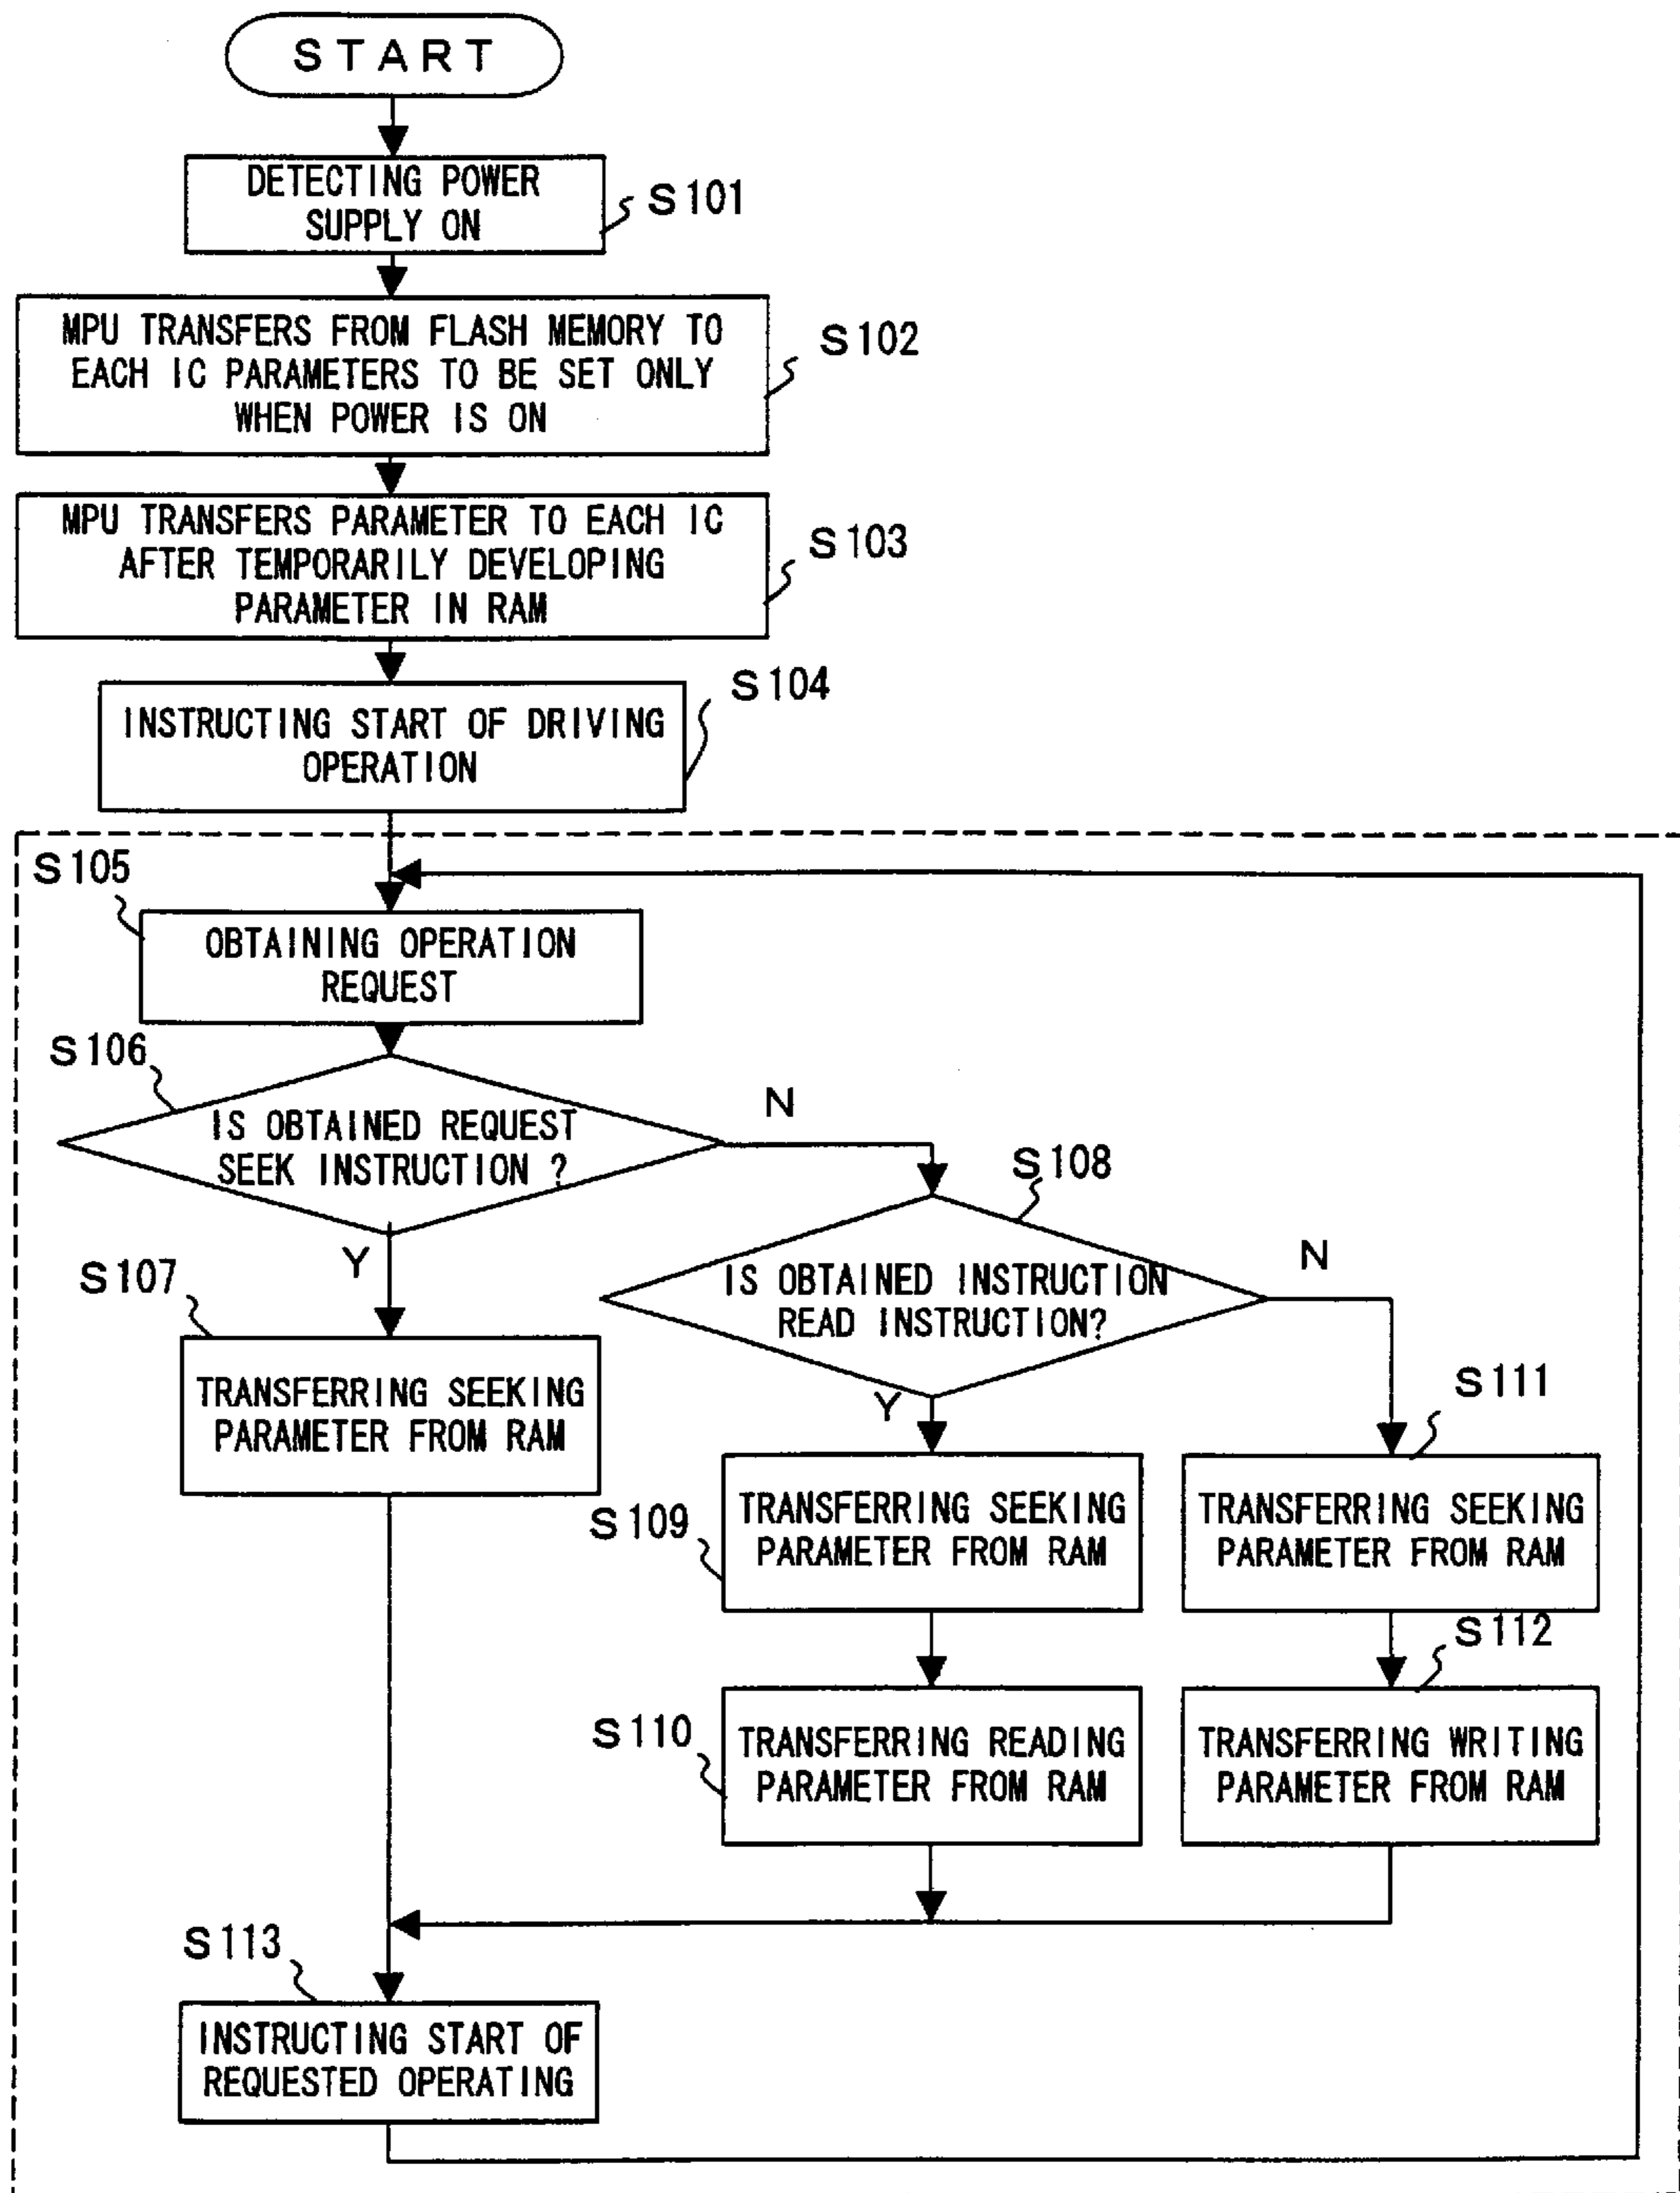 START
DETECTING POWER
SUPPLY ON
S101
MPU TRANSFERS FROM FLASH MEMORY TO
EACH IC PARAMETERS TO BE SET ONLY
WHEN POWER IS ON
S102
MPU TRANSFERS PARAMETER TO EACH IC
AFTER TEMPORARILY DEVELOPING
PARAMETER IN RAM
S103
INSTRUCTING START OF DRIVING
OPERATION
S104
S105
OBTAINING OPERATION
REQUEST
S106
IS OBTAINED REQUEST
SEEK INSTRUCTION ?
N
Y
S107
TRANSFERRING SEEKING
PARAMETER FROM RAM
S108
IS OBTAINED INSTRUCTION
READ INSTRUCTION?
N
Y
S109
TRANSFERRING SEEKING
PARAMETER FROM RAM
S111
TRANSFERRING SEEKING
PARAMETER FROM RAM
S110
TRANSFERRING READING
PARAMETER FROM RAM
S112
TRANSFERRING WRITING
PARAMETER FROM RAM
S113
INSTRUCTING START OF
REQUESTED OPERATING